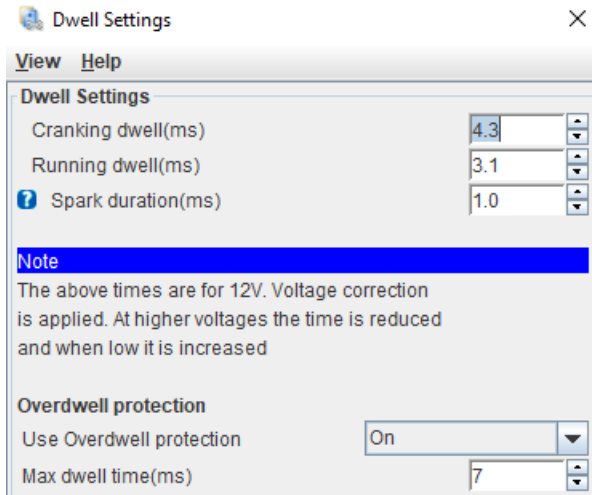 Dwell Settings
View Help
Dwell Settings
Cranking dwell(ms) 4.3
Running dwell(ms) 3.1
? Spark duration(ms) 1.0
Note
The above times are for 12V. Voltage correction
is applied. At higher voltages the time is reduced
and when low it is increased
Overdwell protection
Use Overdwell protection On
Max dwell time(ms) 7